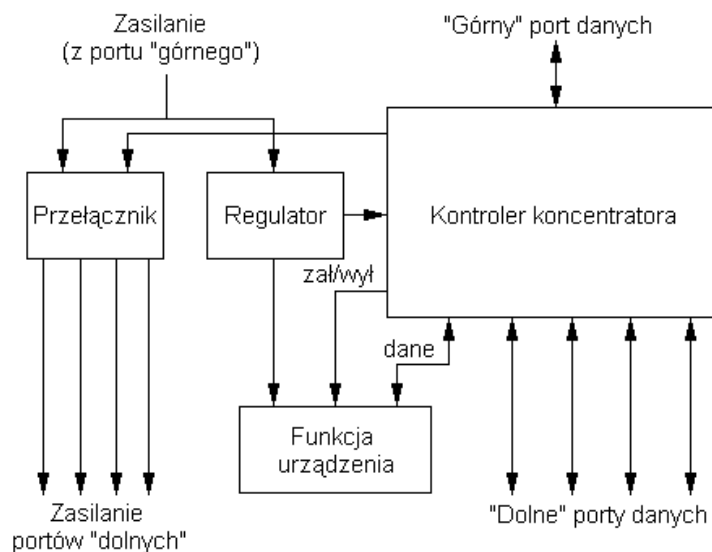 Zasilanie
(z portu "górnego")
"Górny" port danych
Przełącznik
Regulator
Kontroler koncentratora
zał/wył
dane
Funkcja
urządzenia
Zasilanie
portów "dolnych"
"Dolne" porty danych